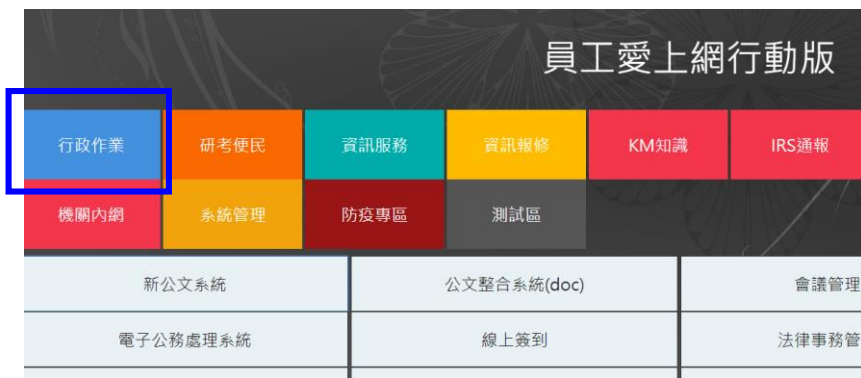 員工愛上網行動版
行政作業 研考便民 資訊服務 資訊報修 KM知識 IRS通報
機關內網 系統管理 防疫專區 測試區
新公文系統 公文整合系統(doc) 會議管理
電子公務處理系統 線上簽到 法律事務管